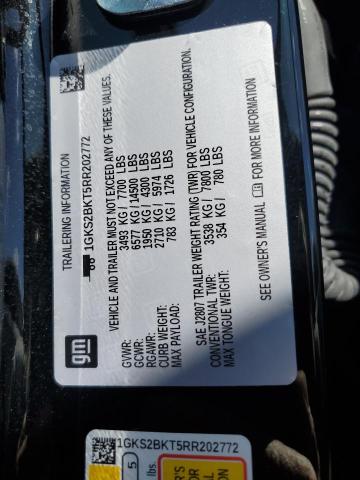 TRAILERING INFORMATION
1GKS2BKT5RR202772
VEHICLE AND TRAILER MUST NOT EXCEED ANY OF THESE VALUES.
GVWR: 3493 KG / 7700 LBS
GCWR: 6577 KG / 14500 LBS
RGAWR: 1950 KG / 4300 LBS
CURB WEIGHT: 2710 KG / 5974 LBS
MAX PAYLOAD: 783 KG / 1726 LBS
SAE J2807 TRAILER WEIGHT RATING (TWR) FOR VEHICLE CONFIGURATION.
CONVENTIONAL TWR: 3538 KG / 7800 LBS
MAX TONGUE WEIGHT: 354 KG / 780 LBS
SEE OWNER'S MANUAL FOR MORE INFORMATION
gm
1GKS2BKT5RR202772
5
lbs.